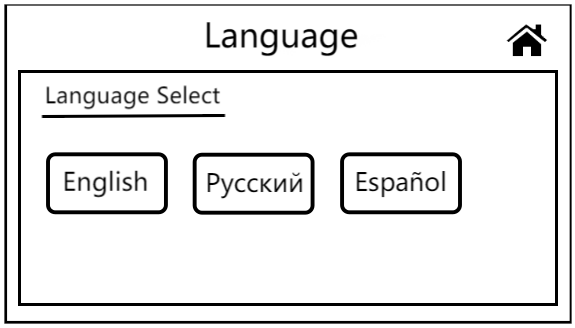 Language
Language Select
English Русский Español